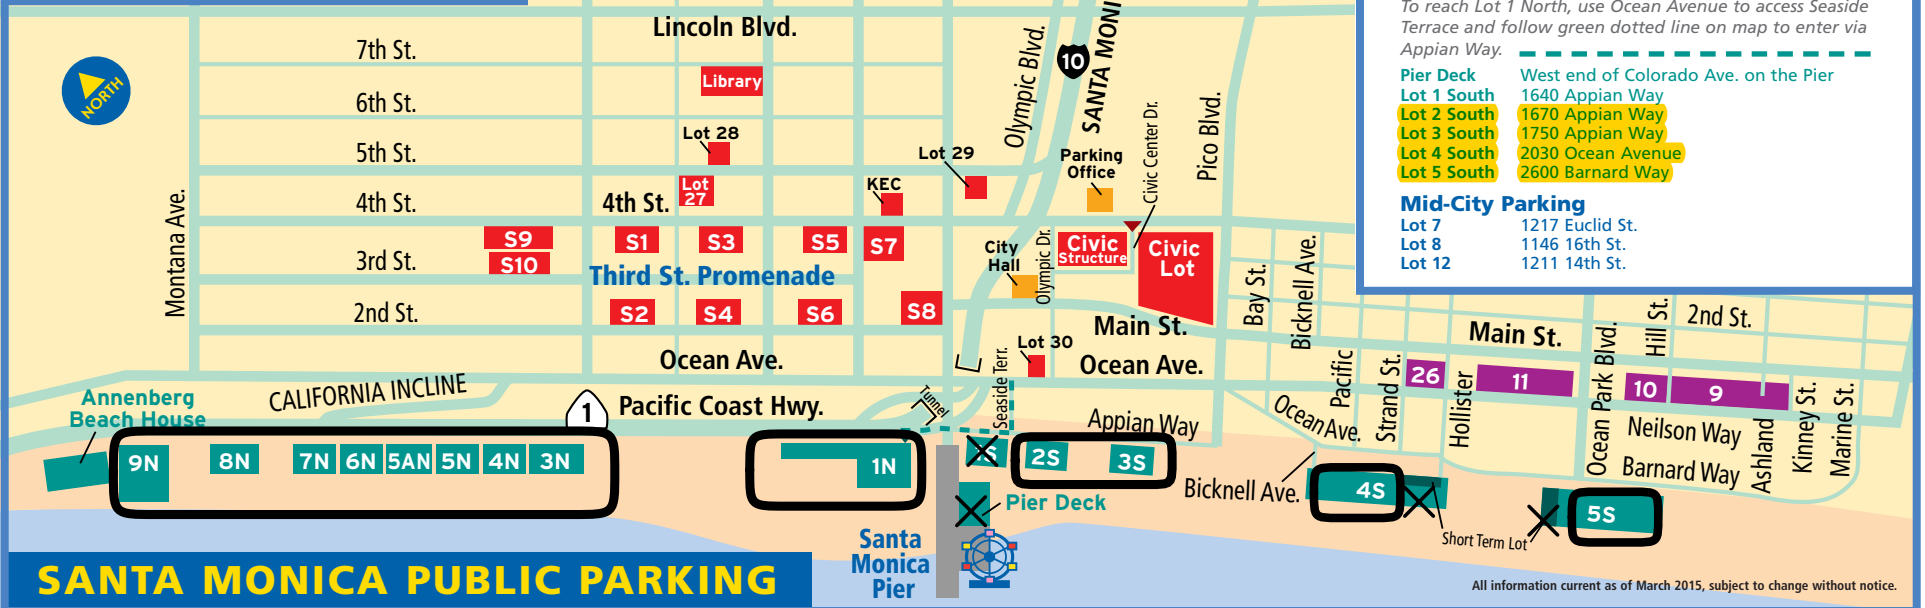 To reach Lot 1 North, use Ocean Avenue to access Seaside
Terrace and follow green dotted line on map to enter via
Appian Way.
Pier Deck West end of Colorado Ave. on the Pier
Lot 1 South 1640 Appian Way
Lot 2 South 1670 Appian Way
Lot 3 South 1750 Appian Way
Lot 4 South 2030 Ocean Avenue
Lot 5 South 2600 Barnard Way
Mid-City Parking
Lot 7 1217 Euclid St.
Lot 8 1146 16th St.
Lot 12 1211 14th St.
Lincoln Blvd.
7th St.
Library
6th St.
NORTH
Lot 28
5th St.
Lot 29
Olympic Blvd.
10
SANTA MONI
Parking
Office
Civic Center Dr.
Pico Blvd.
Montana Ave.
4th St.
4th St.
Lot
27
KEC
S9
S10
S1
S3
S5
S7
3rd St.
Third St. Promenade
City
Hall
Olympic Dr.
Civic
Structure
Civic
Lot
Bay St.
Bicknell Ave.
2nd St.
S2
S4
S6
S8
Main St.
Main St.
Hill St.
2nd St.
Ocean Ave.
Lot 30
Ocean Ave.
Seaside Terr.
Pacific
Strand St.
26
Hollister
11
Ocean Park Blvd.
10
9
CALIFORNIA INCLINE
Annenberg
Beach House
1
Pacific Coast Hwy.
Tunnel
Appian Way
Ocean Ave.
Neilson Way
Barnard Way
Ashland
Kinney St.
Marine St.
9N
8N
7N
6N
5AN
5N
4N
3N
1N
1S
2S
3S
Bicknell Ave.
4S
5S
Pier Deck
Short Term Lot
Santa
Monica
Pier
SANTA MONICA PUBLIC PARKING
All information current as of March 2015, subject to change without notice.